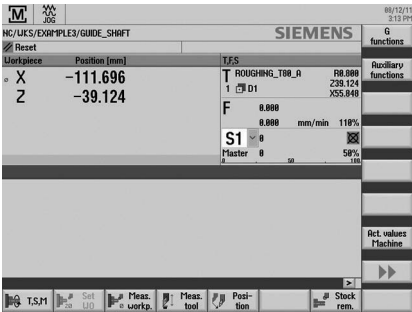 M JOG
08/12/11
3:13 PM
NC/WKS/EXAMPLE3/GUIDE_SHAFT
SIEMENS
G functions
Reset
Workpiece Position [mm]
T,F,S
Auxiliary functions
X -111.696
Z -39.124
T ROUGHING_T80_A R0.800
1 D1 Z39.124
X55.848
F 0.000
0.000 mm/min 110%
S1 0
Master 0 50%
0 50 100
Act. values Machine
T,S,M
Set WO
Meas. workp.
Meas. tool
Posi-tion
Stock rem.